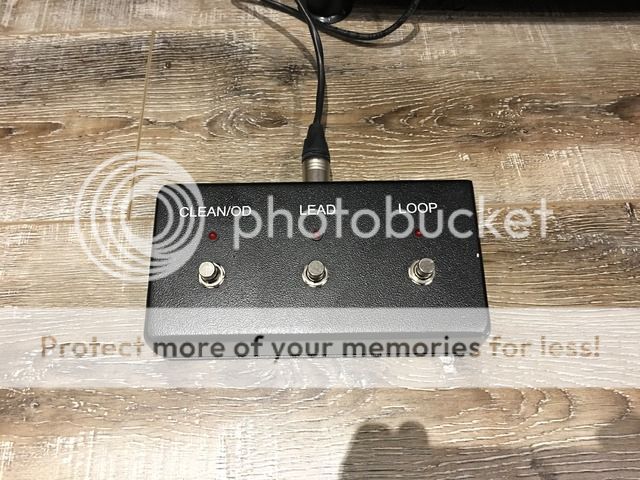 CLEAN/OD LEAD LOOP
photobucket
Protect more of your memories for less!